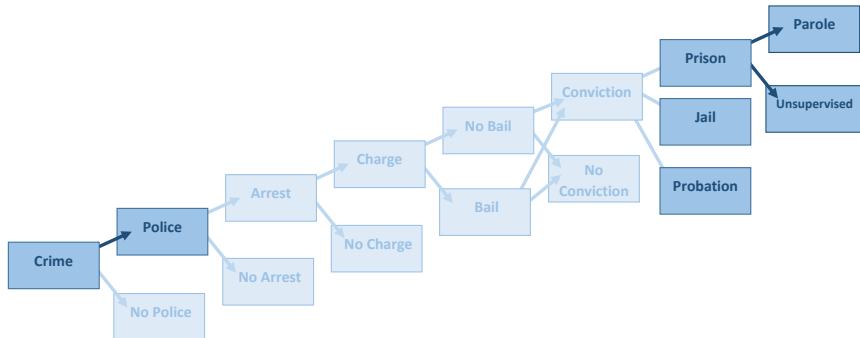 Crime
Police
No Police
Arrest
No Arrest
Charge
No Charge
No Bail
Bail
Conviction
No
Conviction
Prison
Jail
Probation
Parole
Unsupervised